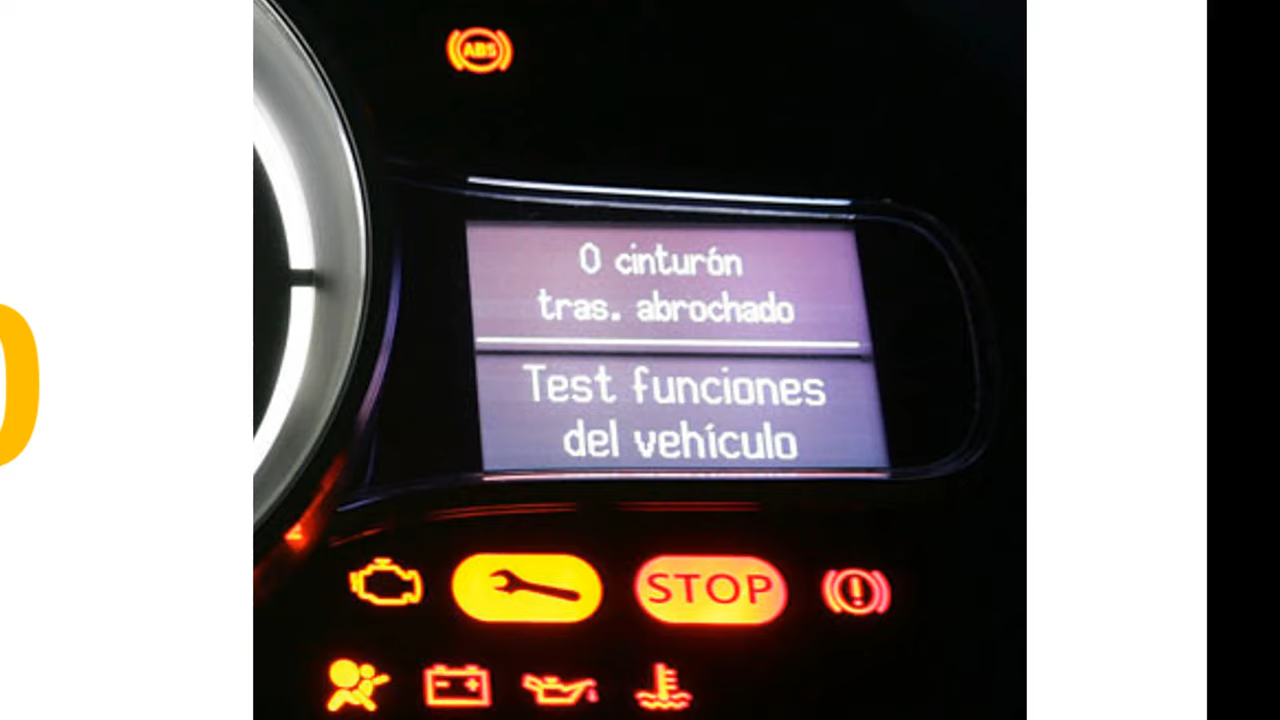 ABS
0 cinturón
tras. abrochado
Test funciones
del vehículo
STOP